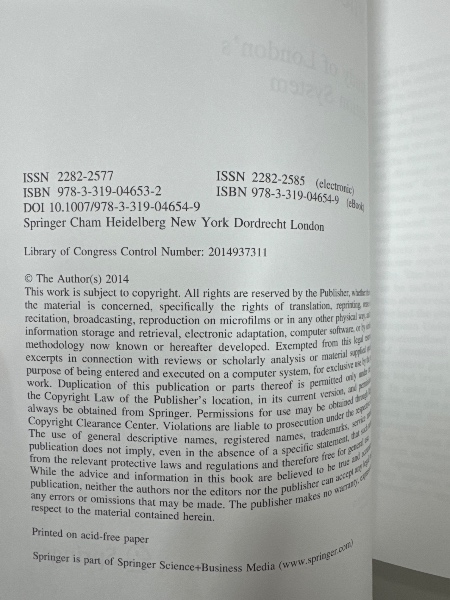 ISSN 2282-2577 ISSN 2282-2585 (electronic)
ISBN 978-3-319-04653-2 ISBN 978-3-319-04654-9 (eBook)
DOI 10.1007/978-3-319-04654-9
Springer Cham Heidelberg New York Dordrecht London
Library of Congress Control Number: 2014937311
© The Author(s) 2014
This work is subject to copyright. All rights are reserved by the Publisher, whether the
the material is concerned, specifically the rights of translation, reprinting,
recitation, broadcasting, reproduction on microfilms or in any other physical way, and
information storage and retrieval, electronic adaptation, computer software, or by
methodology now known or hereafter developed. Exempted from this legal
excerpts in connection with reviews or scholarly analysis or material supplied
purpose of being entered and executed on a computer system, for exclusive use by the
work. Duplication of this publication or parts thereof is permitted only under
the Copyright Law of the Publisher's location, in its current version, and
always be obtained from Springer. Permissions for use may be obtained through
Copyright Clearance Center. Violations are liable to prosecution under the
The use of general descriptive names, registered names, trademarks, service
publication does not imply, even in the absence of a specific statement, that such
from the relevant protective laws and regulations and therefore free for general use.
While the advice and information in this book are believed to be true and
publication, neither the authors nor the editors nor the publisher can accept any
any errors or omissions that may be made. The publisher makes no warranty,
respect to the material contained herein.
Printed on acid-free paper
Springer is part of Springer Science+Business Media (www.springer.com)